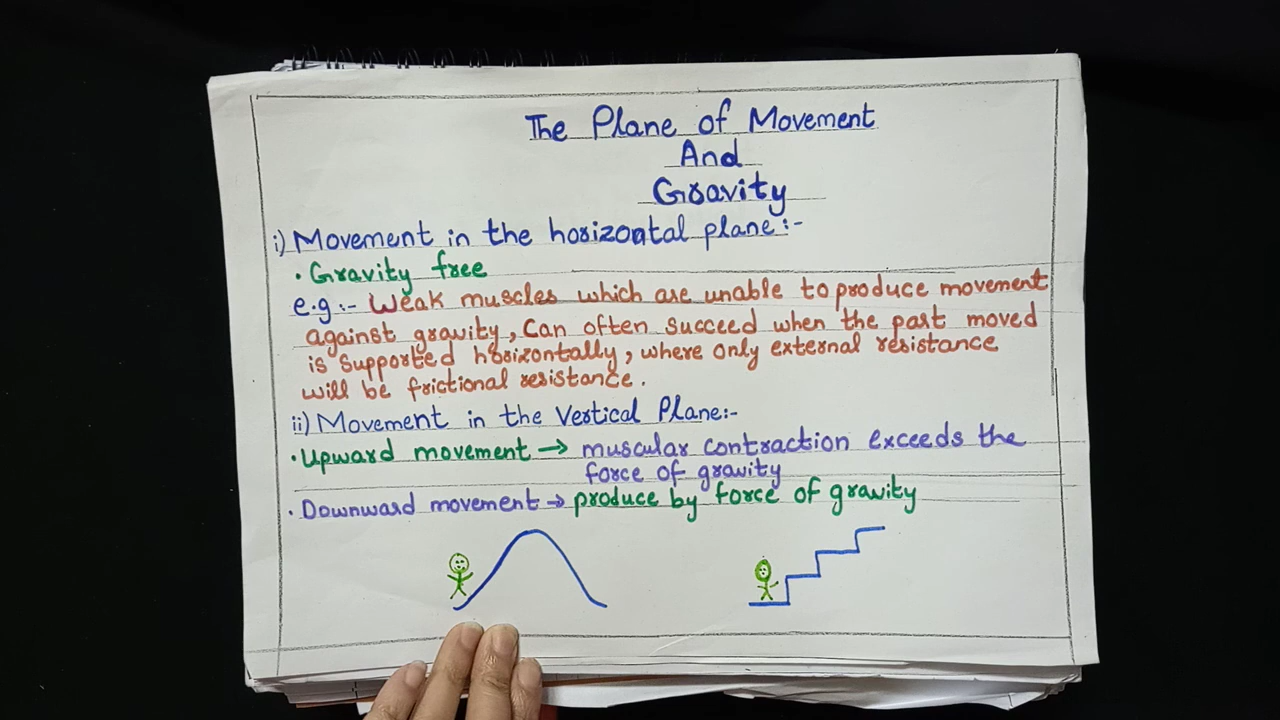 The Plane of Movement
And
Gravity
i) Movement in the horizontal plane:-
• Gravity free
e.g:- Weak muscles which are unable to produce movement
against gravity, Can often succeed when the part moved
is supported horizontally, where only external resistance
will be frictional resistance.
ii) Movement in the Vertical Plane:-
• Upward movement → muscular contraction exceeds the
force of gravity
• Downward movement → produce by force of gravity